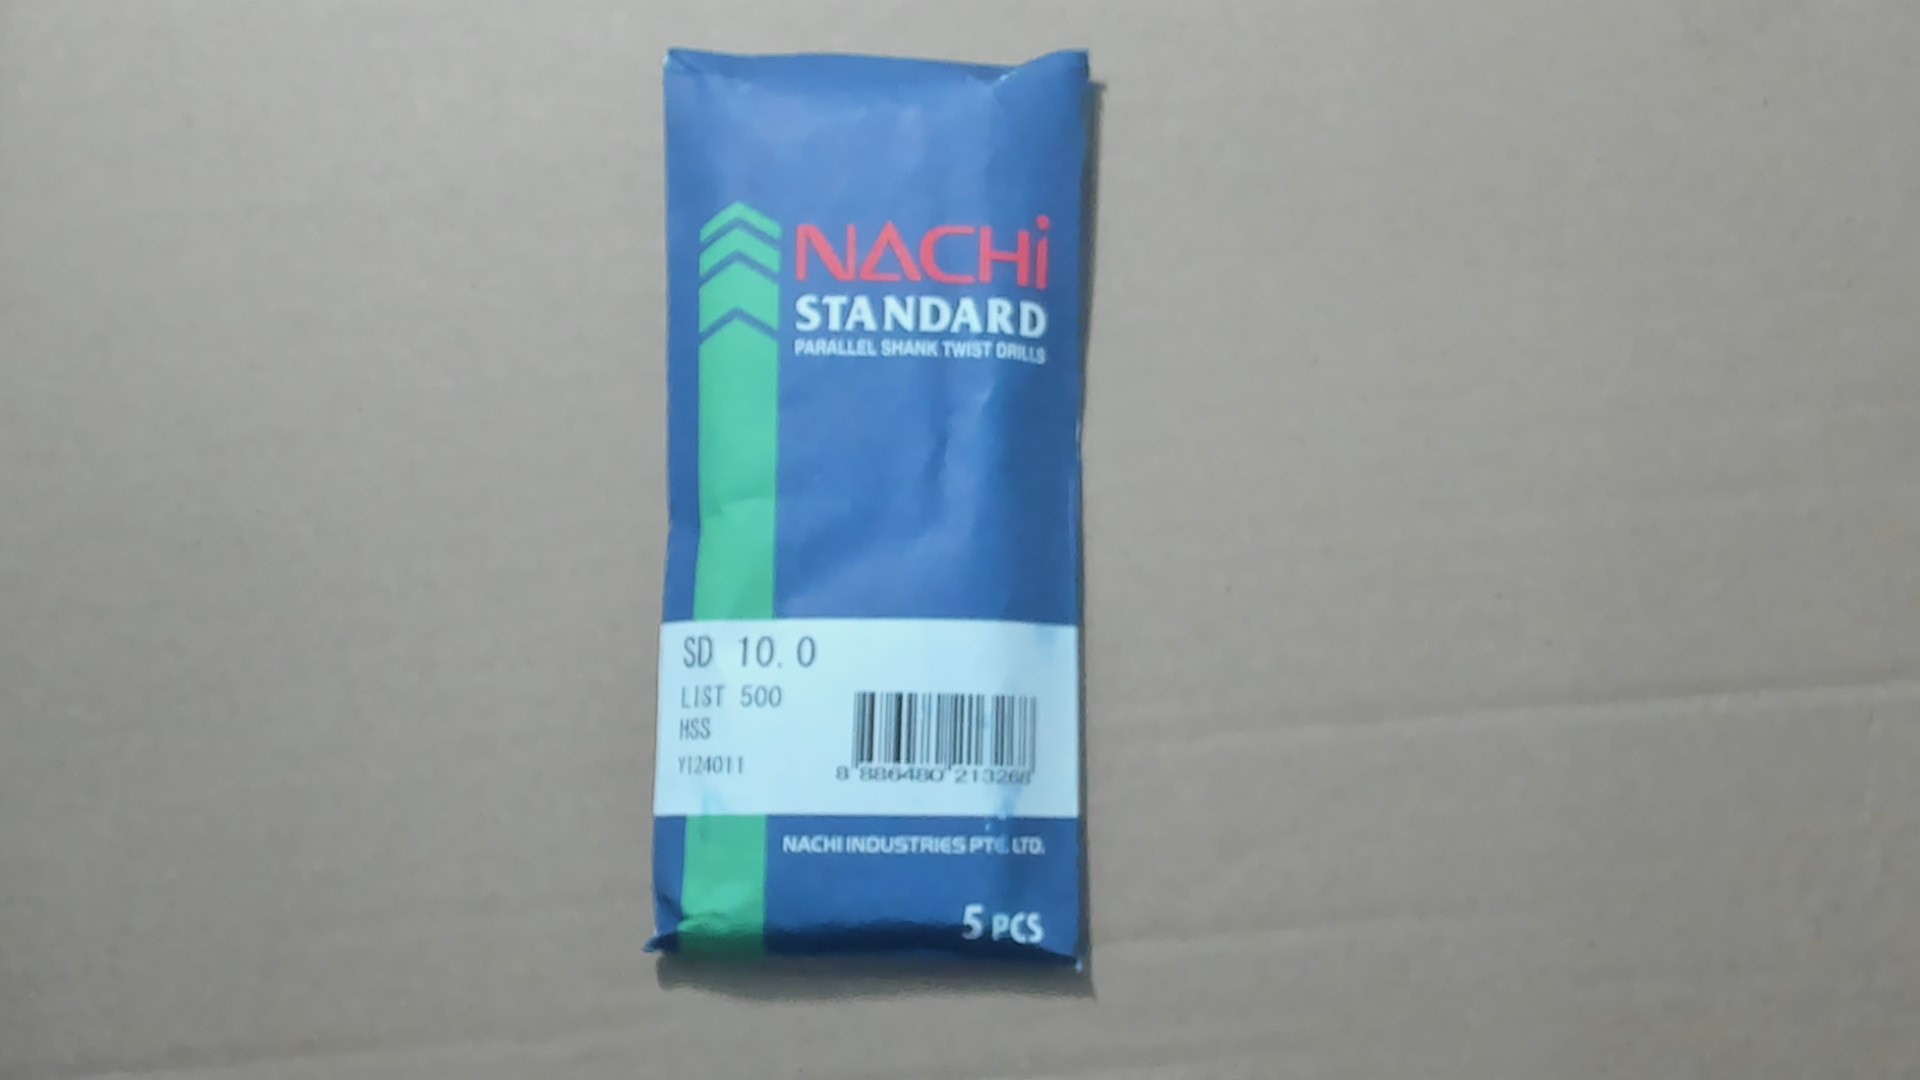 NACHi
STANDARD
PARALLEL SHANK TWIST DRILLS
SD 10.0
LIST 500
HSS
YI24011
8 886480 213268
NACHI INDUSTRIES PTE. LTD.
5 PCS